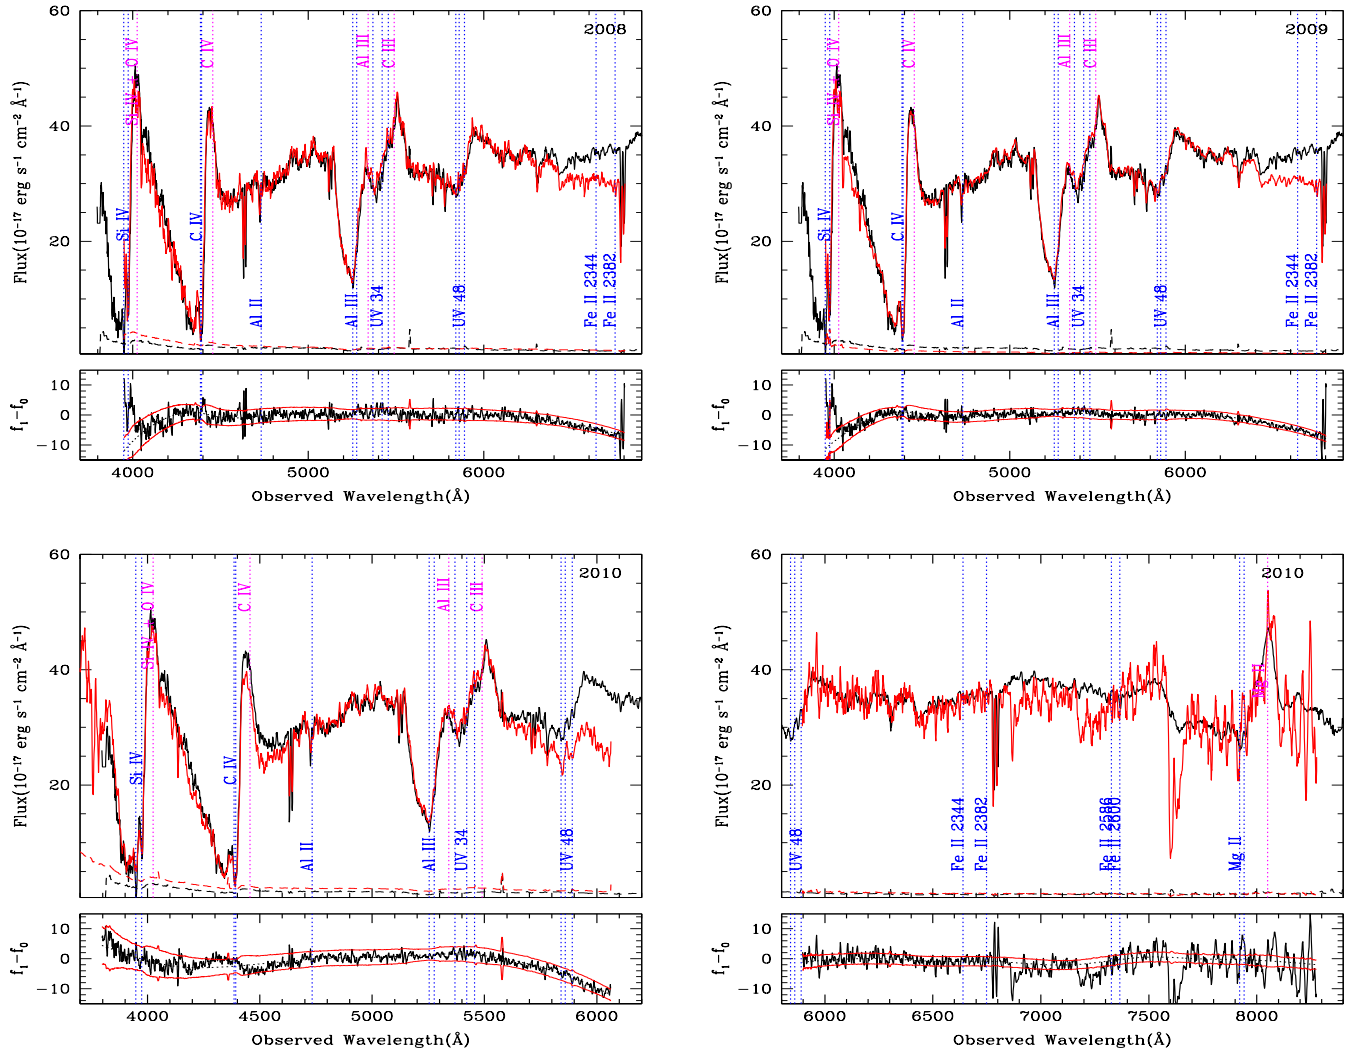 2008
Flux(10⁻¹⁷ erg s⁻¹ cm⁻² Å⁻¹)
60
40
20
Si IV + O IV
C IV
Al III
C III
Si IV
C IV
Al II
Al III
UV 34
UV 48
Fe II 2344
Fe II 2382
f₁−f₀
10
0
−10
4000 5000 6000
Observed Wavelength(Å)
2009
Flux(10⁻¹⁷ erg s⁻¹ cm⁻² Å⁻¹)
60
40
20
Si IV + O IV
C IV
Al III
C III
Si IV
C IV
Al II
Al III
UV 34
UV 48
Fe II 2344
Fe II 2382
f₁−f₀
10
0
−10
4000 5000 6000
Observed Wavelength(Å)
2010
Flux(10⁻¹⁷ erg s⁻¹ cm⁻² Å⁻¹)
60
40
20
Si IV + O IV
C IV
Al III
C III
Si IV
C IV
Al II
Al III
UV 34
UV 48
f₁−f₀
10
0
−10
4000 4500 5000 5500 6000
Observed Wavelength(Å)
2010
Flux(10⁻¹⁷ erg s⁻¹ cm⁻² Å⁻¹)
60
40
20
Mg II
UV 48
Fe II 2344
Fe II 2382
Fe II 2586
Fe II 2600
Mg II
f₁−f₀
10
0
−10
6000 6500 7000 7500 8000
Observed Wavelength(Å)